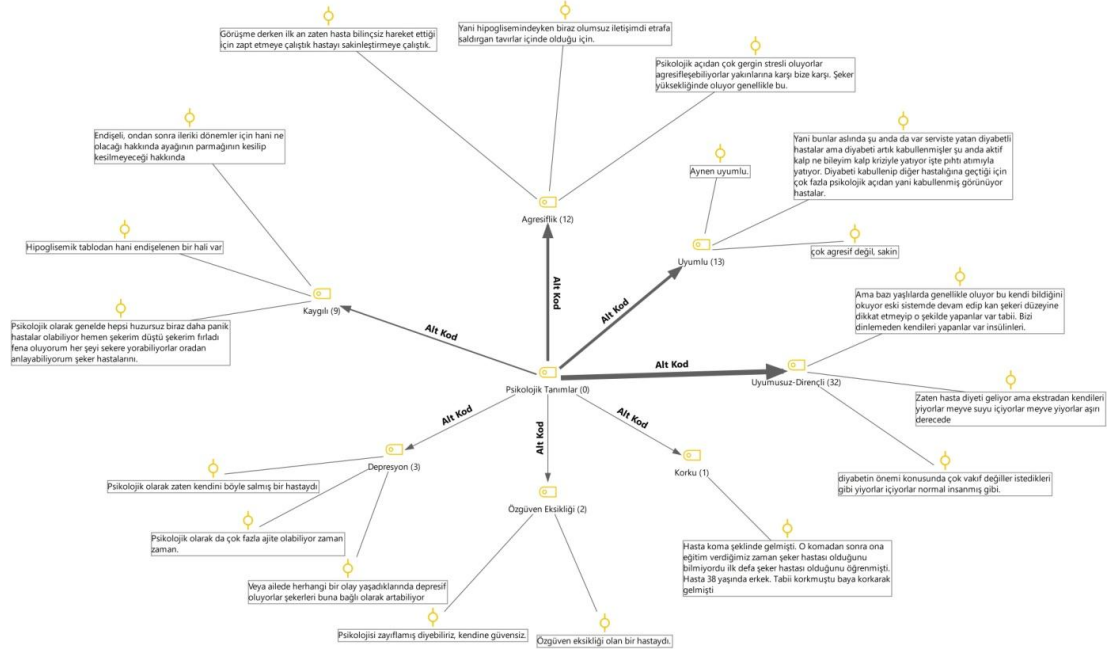 Görüşme derken ilk an zaten hasta bilinçsiz hareket ettiği
için zapt etmeye çalıştık hastayı sakinleştirmeye çalıştık.
Yani hipoglisemindeyken biraz olumsuz iletişimdi etrafa
saldırgan tavırlar içinde olduğu için.
Psikolojik açıdan çok gergin stresli oluyorlar
agresifleşebiliyorlar yakınlarına karşı bize karşı. Şeker
yüksekliğinde oluyor genellikle bu.
Endişeli, ondan sonra ileriki dönemler için hani ne
olacağı hakkında ayağının parmağının kesilip
kesilmeyeceği hakkında
Yani bunlar aslında şu anda da var serviste yatan diyabetli
hastalar ama diyabeti artık kabullenmişler şu anda aktif
kalp ne bileyim kalp kriziyle yatıyor işte pıhtı atımıyla
yatıyor. Diyabeti kabullenip diğer hastalığına geçtiği için
çok fazla psikolojik açıdan yani kabullenmiş görünüyor
hastalar.
Aynen uyumlu.
Agresiflik (12)
Hipoglisemik tablodan hani endişelenen bir hali var
Uyumlu (13)
çok agresif değil, sakin
Alt Kod
Alt Kod
Kaygılı (9)
Psikolojik olarak genelde hepsi huzursuz biraz daha panik
hastalar olabiliyor hemen şekerim düştü şekerim fırladı
fena oluyorum her şeyi sekere yorabiliyorlar oradan
anlayabiliyorum şeker hastalarını.
Alt Kod
Ama bazı yaşlılarda genellikle oluyor bu kendi bildiğini
okuyor eski sistemde devam edip kan şekeri düzeyine
dikkat etmeyip o şekilde yapanlar var tabii. Bizi
dinlemeden kendileri yapanlar var insülinleri.
Alt Kod
Psikolojik Tanımlar (0)
Uyumusuz-Dirençli (32)
Zaten hasta diyeti geliyor ama ekstradan kendileri
yiyorlar meyve suyu içiyorlar meyve yiyorlar aşırı
derecede
Alt Kod
Alt Kod
Alt Kod
Depresyon (3)
Korku (1)
Psikolojik olarak zaten kendini böyle salmış bir hastaydı
diyabetin önemi konusunda çok vakıf değiller istedikleri
gibi yiyorlar içiyorlar normal insanmış gibi.
Özgüven Eksikliği (2)
Psikolojik olarak da çok fazla ajite olabiliyor zaman
zaman.
Hasta koma şeklinde gelmişti. O komadan sonra ona
eğitim verdiğimiz zaman şeker hastası olduğunu
bilmiyordu ilk defa şeker hastası olduğunu öğrenmişti.
Hasta 38 yaşında erkek. Tabii korkmuştu baya korkarak
gelmişti
Veya ailede herhangi bir olay yaşadıklarında depresif
oluyorlar şekerleri buna bağlı olarak artabiliyor
Psikolojisi zayıflamış diyebiliriz, kendine güvensiz.
Özgüven eksikliği olan bir hastaydı.